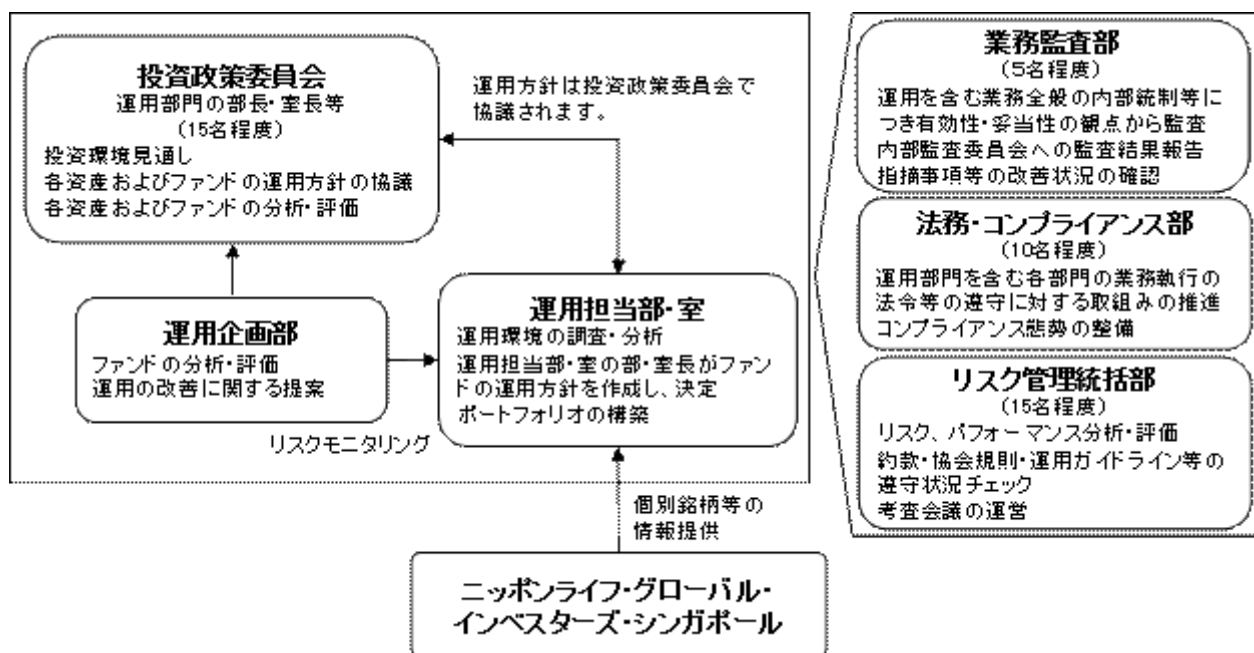 投資政策委員会
運用部門の部長・室長等
(15名程度)
投資環境見通し
各資産およびファンドの運用方針の協議
各資産およびファンドの分析・評価
運用方針は投資政策委員会で
協議されます。
運用企画部
ファンドの分析・評価
運用の改善に関する提案
リスクモニタリング
運用担当部・室
運用環境の調査・分析
運用担当部・室の部・室長がファン
ドの運用方針を作成し、決定
ポートフォリオの構築
個別銘柄等の
情報提供
ニッポンライフ・グローバル・
インベスターズ・シンガポール
業務監査部
(5名程度)
運用を含む業務全般の内部統制等に
つき有効性・妥当性の観点から監査
内部監査委員会への監査結果報告
指摘事項等の改善状況の確認
法務・コンプライアンス部
(10名程度)
運用部門を含む各部門の業務執行の
法令等の遵守に対する取組みの推進
コンプライアンス態勢の整備
リスク管理統括部
(15名程度)
リスク、パフォーマンス分析・評価
約款・協会規則・運用ガイドライン等の
遵守状況チェック
考査会議の運営